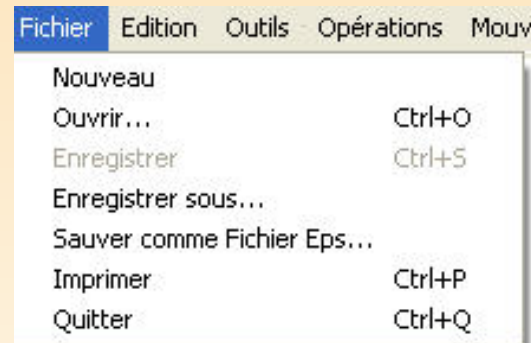 Fichier Edition Outils Opérations Mouv
Nouveau
Ouvrir... Ctrl+O
Enregistrer Ctrl+S
Enregistrer sous...
Sauver comme Fichier Eps...
Imprimer Ctrl+P
Quitter Ctrl+Q